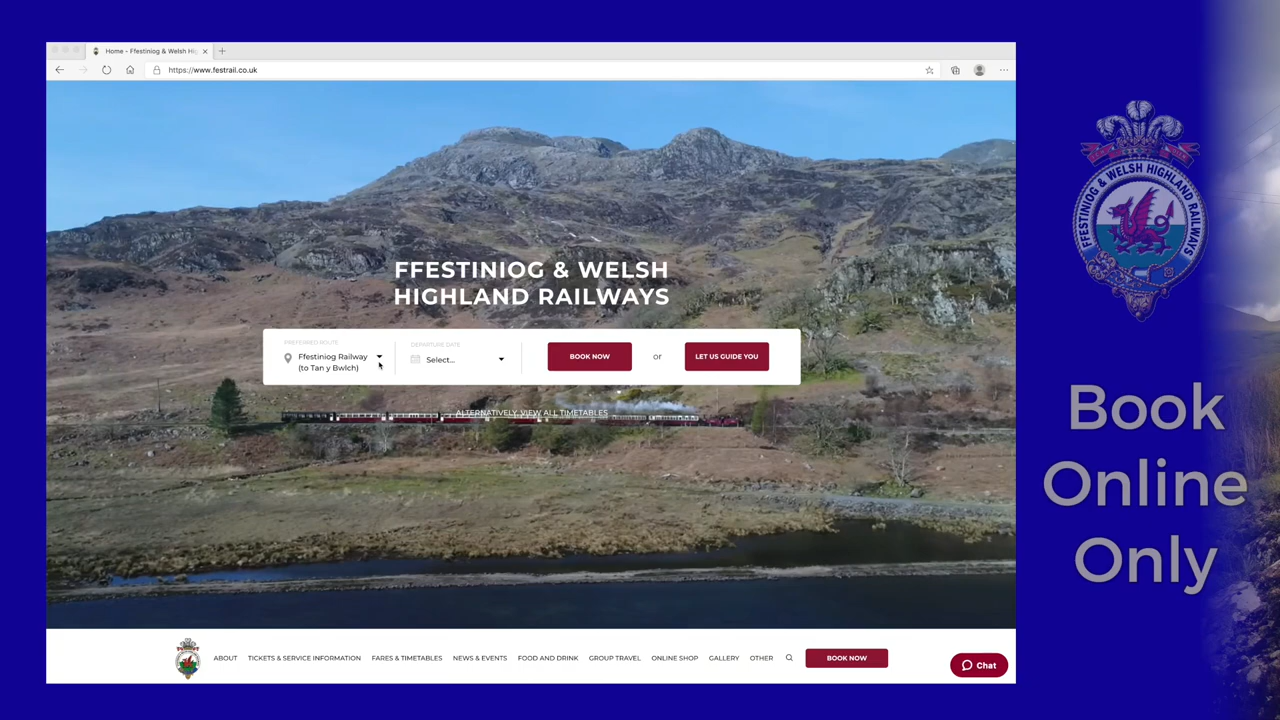 Home - Ffestiniog & Welsh Hig
https://www.festrail.co.uk
FFESTINIOG & WELSH
HIGHLAND RAILWAYS
PREFERRED ROUTE
Ffestiniog Railway
(to Tan y Bwlch)
DEPARTURE DATE
Select...
BOOK NOW
or
LET US GUIDE YOU
ALTERNATIVELY, VIEW ALL TIMETABLES
ABOUT
TICKETS & SERVICE INFORMATION
FARES & TIMETABLES
NEWS & EVENTS
FOOD AND DRINK
GROUP TRAVEL
ONLINE SHOP
GALLERY
OTHER
BOOK NOW
Chat
FFESTINIOG & WELSH HIGHLAND RAILWAYS
Book
Online
Only